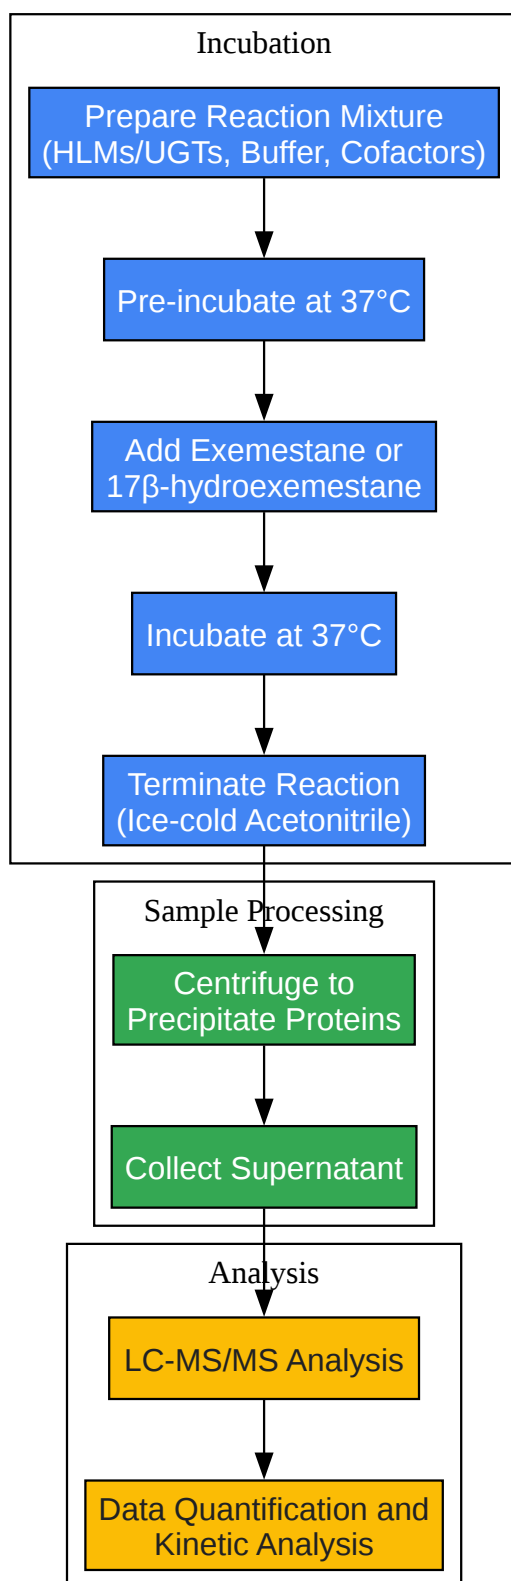 Incubation
Prepare Reaction Mixture
(HLMs/UGTs, Buffer, Cofactors)
Pre-incubate at 37°C
Add Exemestane or
17β-hydroexemestane
Incubate at 37°C
Terminate Reaction
(Ice-cold Acetonitrile)
Sample Processing
Centrifuge to
Precipitate Proteins
Collect Supernatant
Analysis
LC-MS/MS Analysis
Data Quantification and
Kinetic Analysis